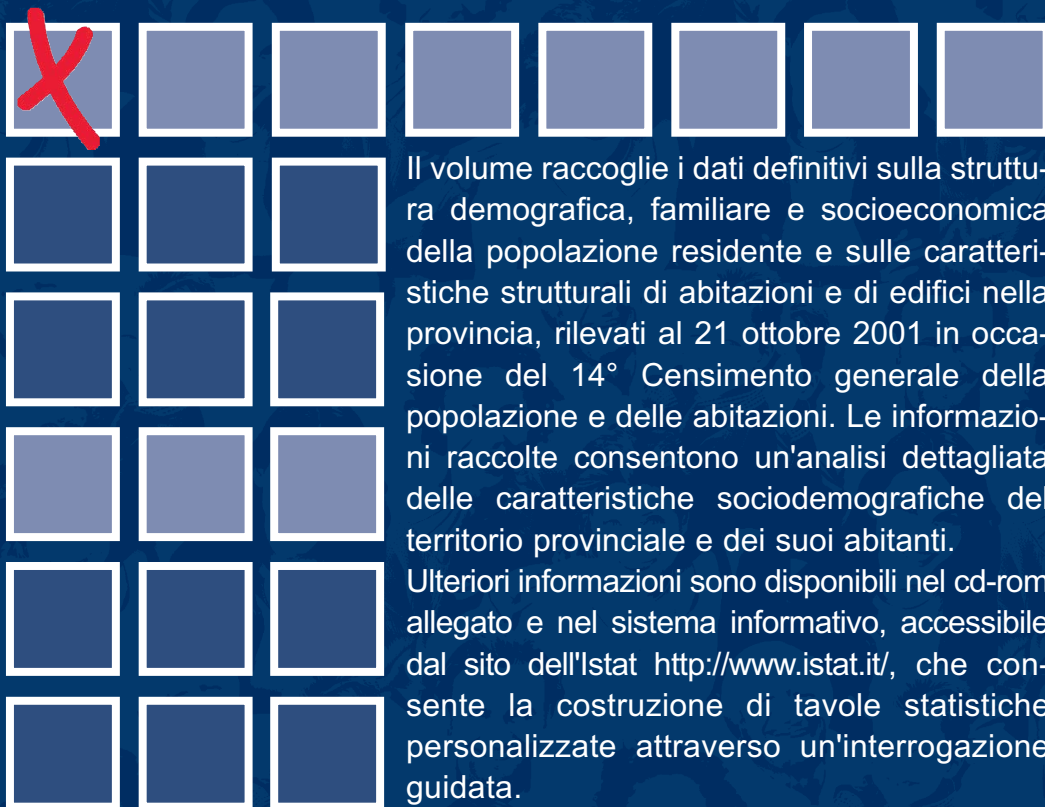 Il volume raccoglie i dati definitivi sulla struttu-
ra demografica, familiare e socioeconomica
della popolazione residente e sulle caratteri-
stiche strutturali di abitazioni e di edifici nella
provincia, rilevati al 21 ottobre 2001 in occa-
sione del 14° Censimento generale della
popolazione e delle abitazioni. Le informazio-
ni raccolte consentono un'analisi dettagliata
delle caratteristiche sociodemografiche del
territorio provinciale e dei suoi abitanti.
Ulteriori informazioni sono disponibili nel cd-rom
allegato e nel sistema informativo, accessibile
dal sito dell'Istat http://www.istat.it/, che con-
sente la costruzione di tavole statistiche
personalizzate attraverso un'interrogazione
guidata.